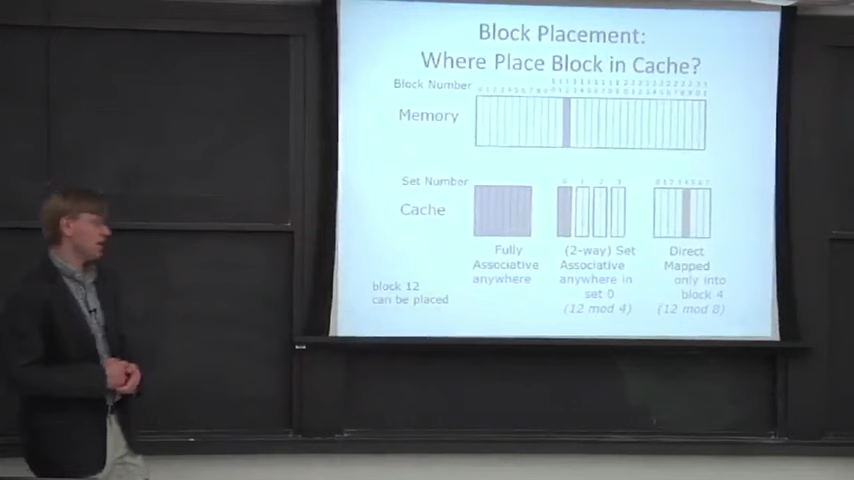 Block Placement:
Where Place Block in Cache?
Block Number
Memory
Set Number
0 1 2 3
0 1 2 3 4 5 6 7
Cache
Fully
Associative
anywhere
(2-way) Set
Associative
anywhere in
set 0
(12 mod 4)
Direct
Mapped
only into
block 4
(12 mod 8)
block 12
can be placed